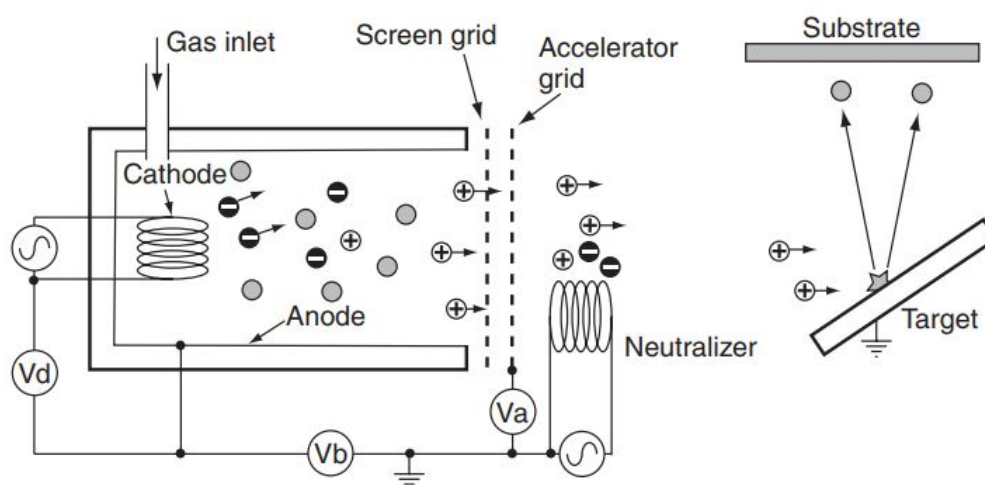 Gas inlet
Screen grid
Accelerator
grid
Substrate
Cathode
Anode
Vd
Vb
Va
Neutralizer
Target